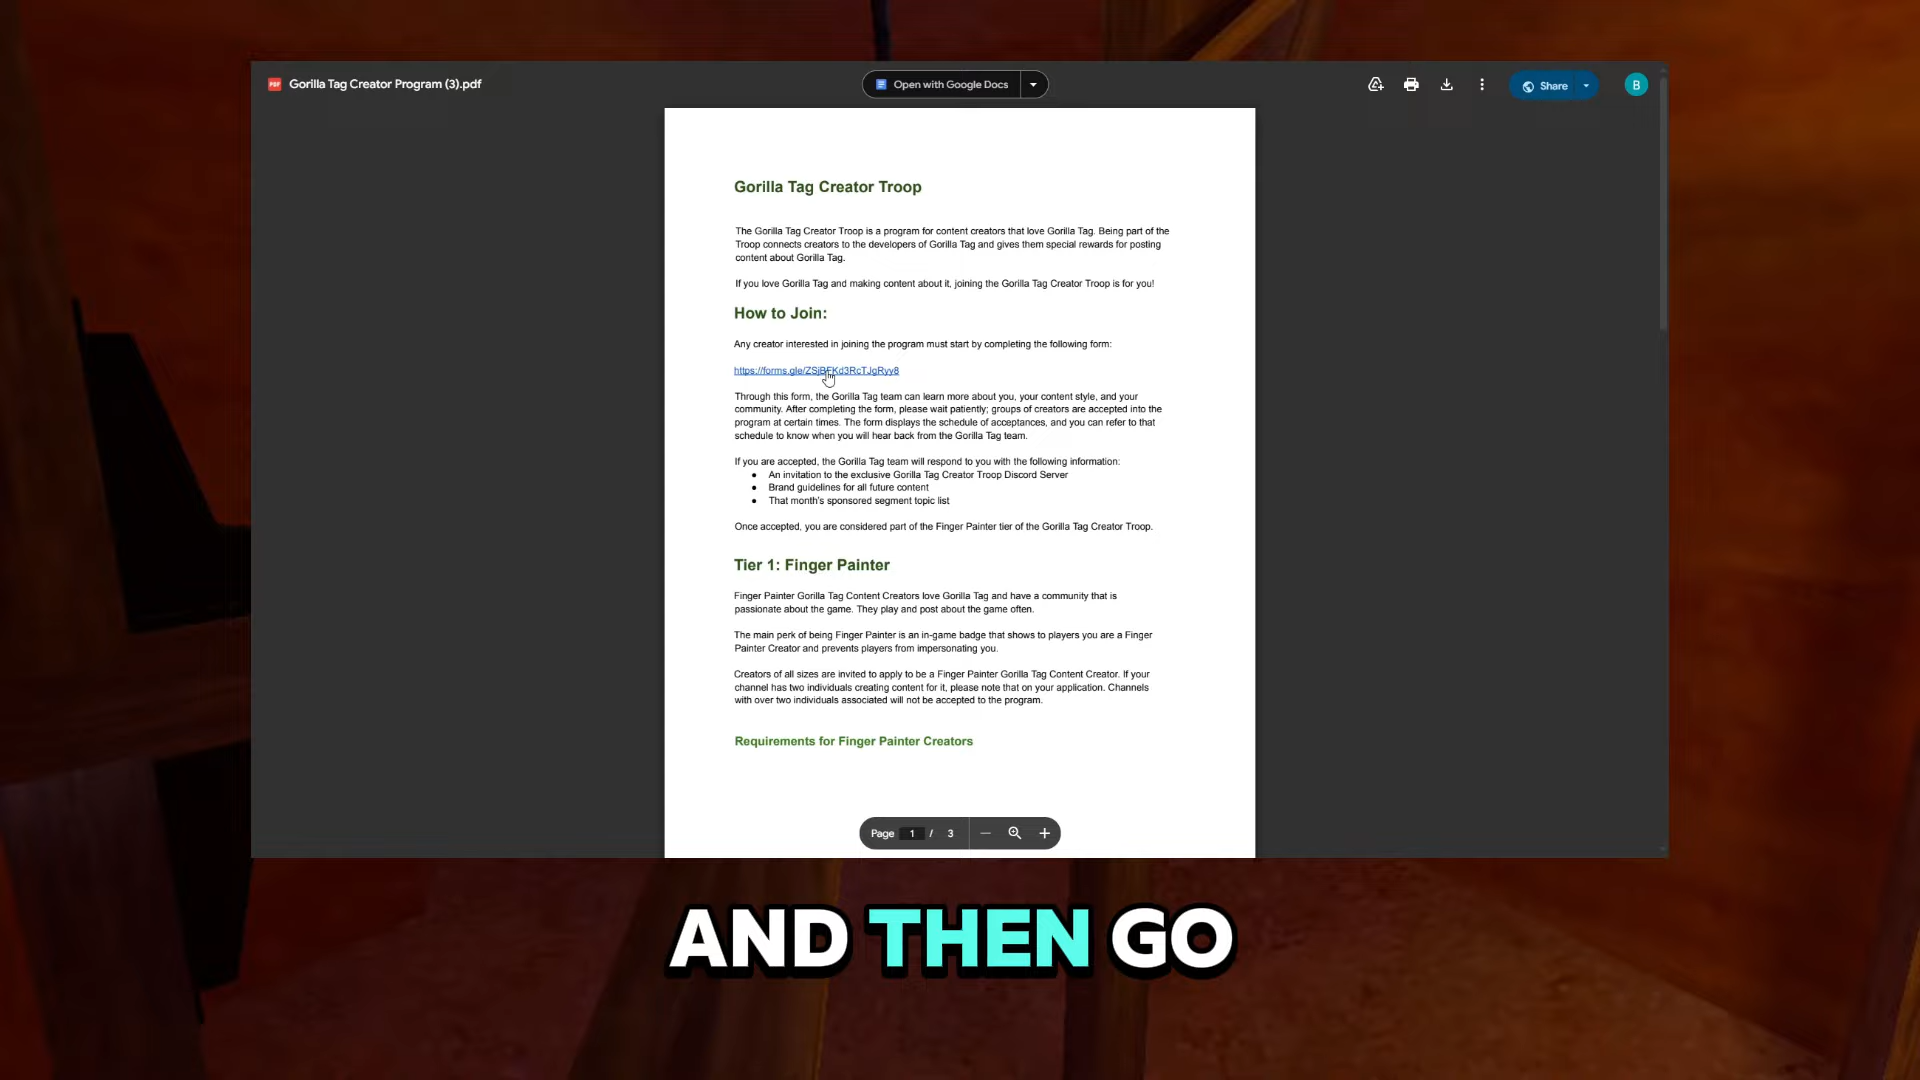 Gorilla Tag Creator Program (3).pdf
Open with Google Docs
Share
B
Gorilla Tag Creator Troop
The Gorilla Tag Creator Troop is a program for content creators that love Gorilla Tag. Being part of the
Troop connects creators to the developers of Gorilla Tag and gives them special rewards for posting
content about Gorilla Tag.
If you love Gorilla Tag and making content about it, joining the Gorilla Tag Creator Troop is for you!
How to Join:
Any creator interested in joining the program must start by completing the following form:
https://forms.gle/ZSjBFKd3RcTJgRyy8
Through this form, the Gorilla Tag team can learn more about you, your content style, and your
community. After completing the form, please wait patiently; groups of creators are accepted into the
program at certain times. The form displays the schedule of acceptances, and you can refer to that
schedule to know when you will hear back from the Gorilla Tag team.
If you are accepted, the Gorilla Tag team will respond to you with the following information:
● An invitation to the exclusive Gorilla Tag Creator Troop Discord Server
● Brand guidelines for all future content
● That month's sponsored segment topic list
Once accepted, you are considered part of the Finger Painter tier of the Gorilla Tag Creator Troop.
Tier 1: Finger Painter
Finger Painter Gorilla Tag Content Creators love Gorilla Tag and have a community that is
passionate about the game. They play and post about the game often.
The main perk of being Finger Painter is an in-game badge that shows to players you are a Finger
Painter Creator and prevents players from impersonating you.
Creators of all sizes are invited to apply to be a Finger Painter Gorilla Tag Content Creator. If your
channel has two individuals creating content for it, please note that on your application. Channels
with over two individuals associated will not be accepted to the program.
Requirements for Finger Painter Creators
Page 1 / 3
AND THEN GO